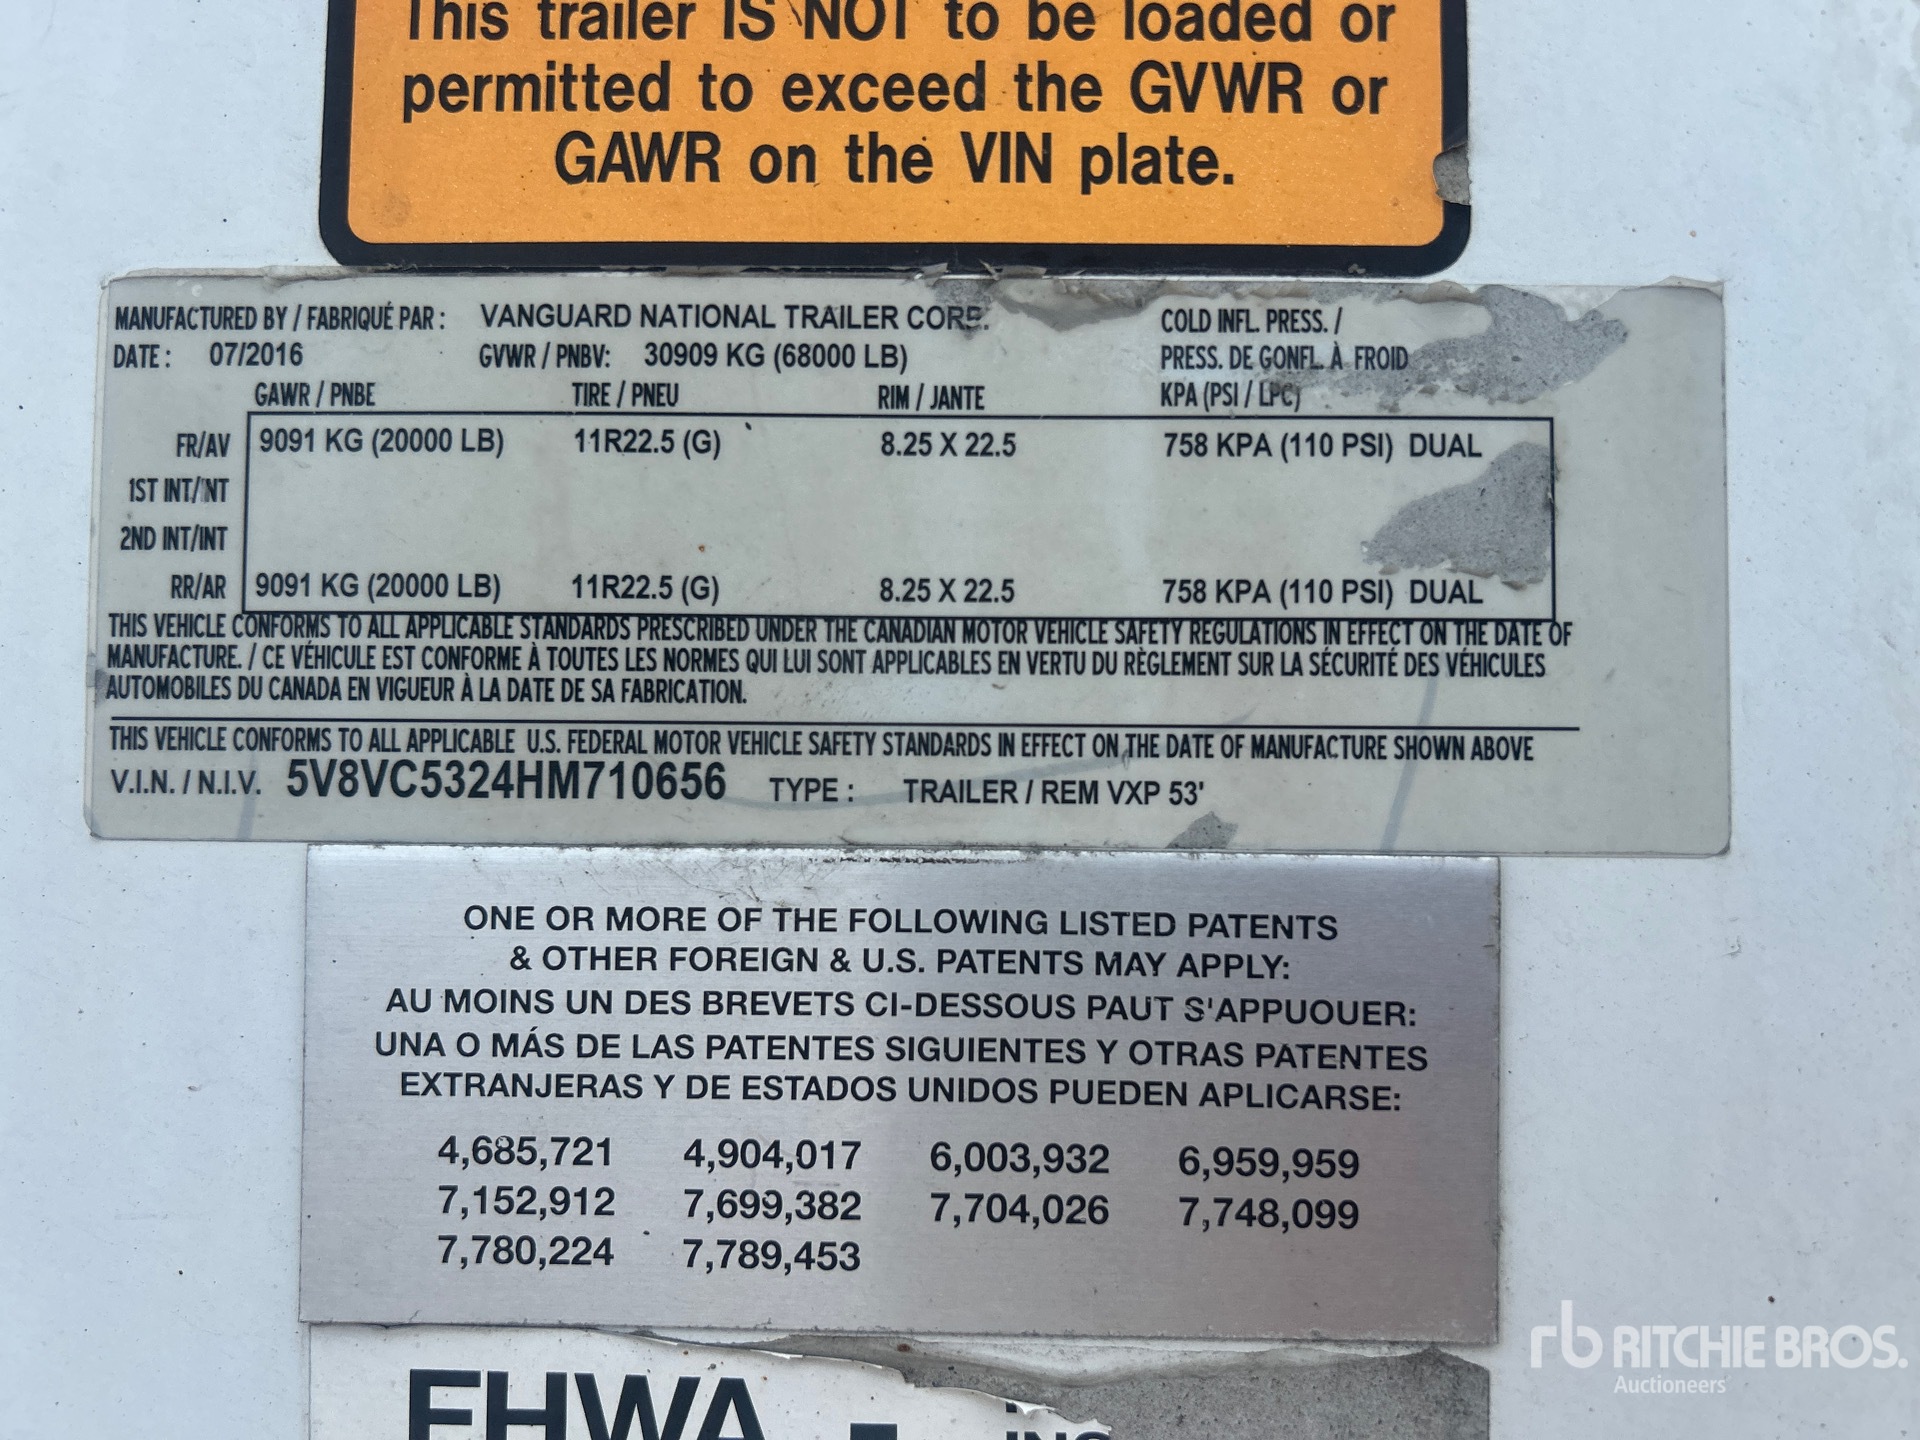 This trailer IS NOT to be loaded or
permitted to exceed the GVWR or
GAWR on the VIN plate.
MANUFACTURED BY / FABRIQUÉ PAR : VANGUARD NATIONAL TRAILER CORP. COLD INFL. PRESS. /
DATE : 07/2016 GVWR / PNBV: 30909 KG (68000 LB) PRESS. DE GONFL. À FROID
GAWR / PNBE TIRE / PNEU RIM / JANTE KPA (PSI / LPC)
FR/AV 9091 KG (20000 LB) 11R22.5 (G) 8.25 X 22.5 758 KPA (110 PSI) DUAL
1ST INT/INT
2ND INT/INT
RR/AR 9091 KG (20000 LB) 11R22.5 (G) 8.25 X 22.5 758 KPA (110 PSI) DUAL
THIS VEHICLE CONFORMS TO ALL APPLICABLE STANDARDS PRESCRIBED UNDER THE CANADIAN MOTOR VEHICLE SAFETY REGULATIONS IN EFFECT ON THE DATE OF
MANUFACTURE. / CE VÉHICULE EST CONFORME À TOUTES LES NORMES QUI LUI SONT APPLICABLES EN VERTU DU RÈGLEMENT SUR LA SÉCURITÉ DES VÉHICULES
AUTOMOBILES DU CANADA EN VIGUEUR À LA DATE DE SA FABRICATION.
THIS VEHICLE CONFORMS TO ALL APPLICABLE U.S. FEDERAL MOTOR VEHICLE SAFETY STANDARDS IN EFFECT ON THE DATE OF MANUFACTURE SHOWN ABOVE
V.I.N. / N.I.V. 5V8VC5324HM710656 TYPE : TRAILER / REM VXP 53'
ONE OR MORE OF THE FOLLOWING LISTED PATENTS
& OTHER FOREIGN & U.S. PATENTS MAY APPLY:
AU MOINS UN DES BREVETS CI-DESSOUS PAUT S'APPUOUER:
UNA O MÁS DE LAS PATENTES SIGUIENTES Y OTRAS PATENTES
EXTRANJERAS Y DE ESTADOS UNIDOS PUEDEN APLICARSE:
4,685,721 4,904,017 6,003,932 6,959,959
7,152,912 7,699,382 7,704,026 7,748,099
7,780,224 7,789,453
FHWA -
rb RITCHIE BROS.
Auctioneers